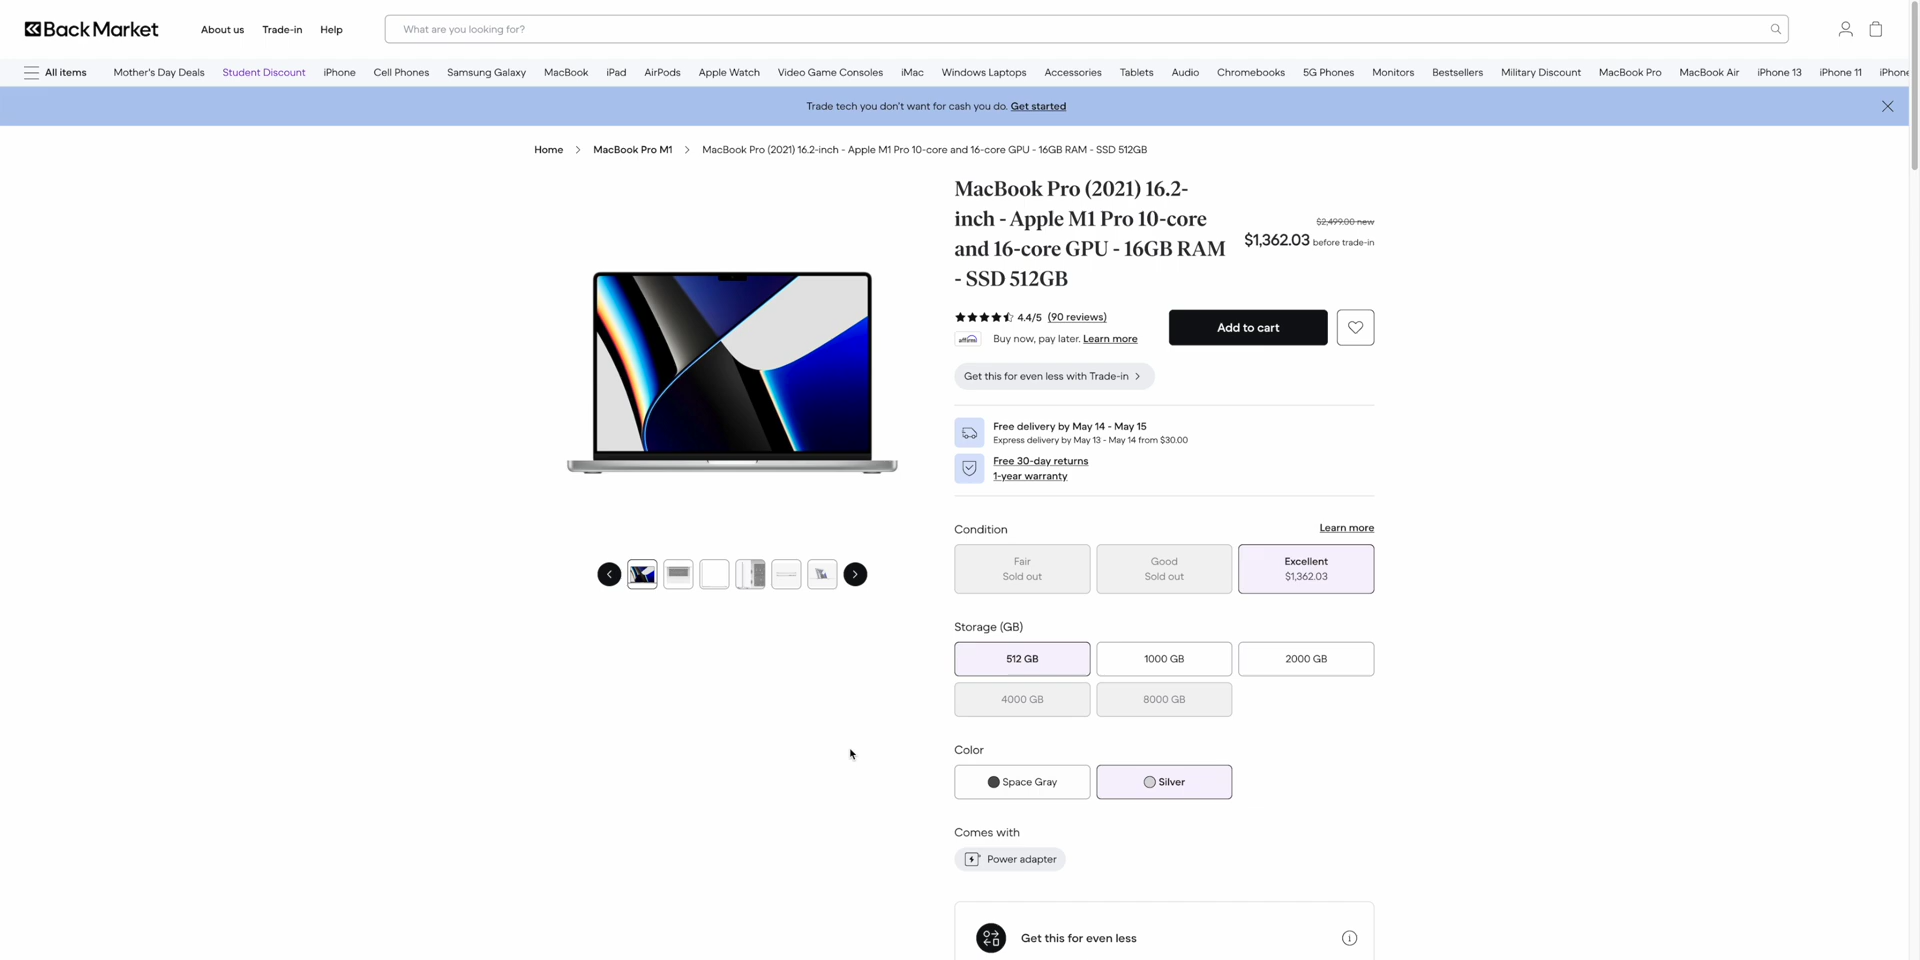 Back Market
About us
Trade-in
Help
What are you looking for?
All items
Mother's Day Deals
Student Discount
iPhone
Cell Phones
Samsung Galaxy
MacBook
iPad
AirPods
Apple Watch
Video Game Consoles
iMac
Windows Laptops
Accessories
Tablets
Audio
Chromebooks
5G Phones
Monitors
Bestsellers
Military Discount
MacBook Pro
MacBook Air
iPhone 13
iPhone 11
iPhone
Trade tech you don't want for cash you do. Get started
Home
MacBook Pro M1
MacBook Pro (2021) 16.2-inch - Apple M1 Pro 10-core and 16-core GPU - 16GB RAM - SSD 512GB
MacBook Pro (2021) 16.2-
inch - Apple M1 Pro 10-core
and 16-core GPU - 16GB RAM
- SSD 512GB
$2,499.00 new
$1,362.03 before trade-in
4.4/5 (90 reviews)
affirm
Buy now, pay later. Learn more
Add to cart
Get this for even less with Trade-in
Free delivery by May 14 - May 15
Express delivery by May 13 - May 14 from $30.00
Free 30-day returns
1-year warranty
Condition
Learn more
Fair
Sold out
Good
Sold out
Excellent
$1,362.03
Storage (GB)
512 GB
1000 GB
2000 GB
4000 GB
8000 GB
Color
Space Gray
Silver
Comes with
Power adapter
Get this for even less